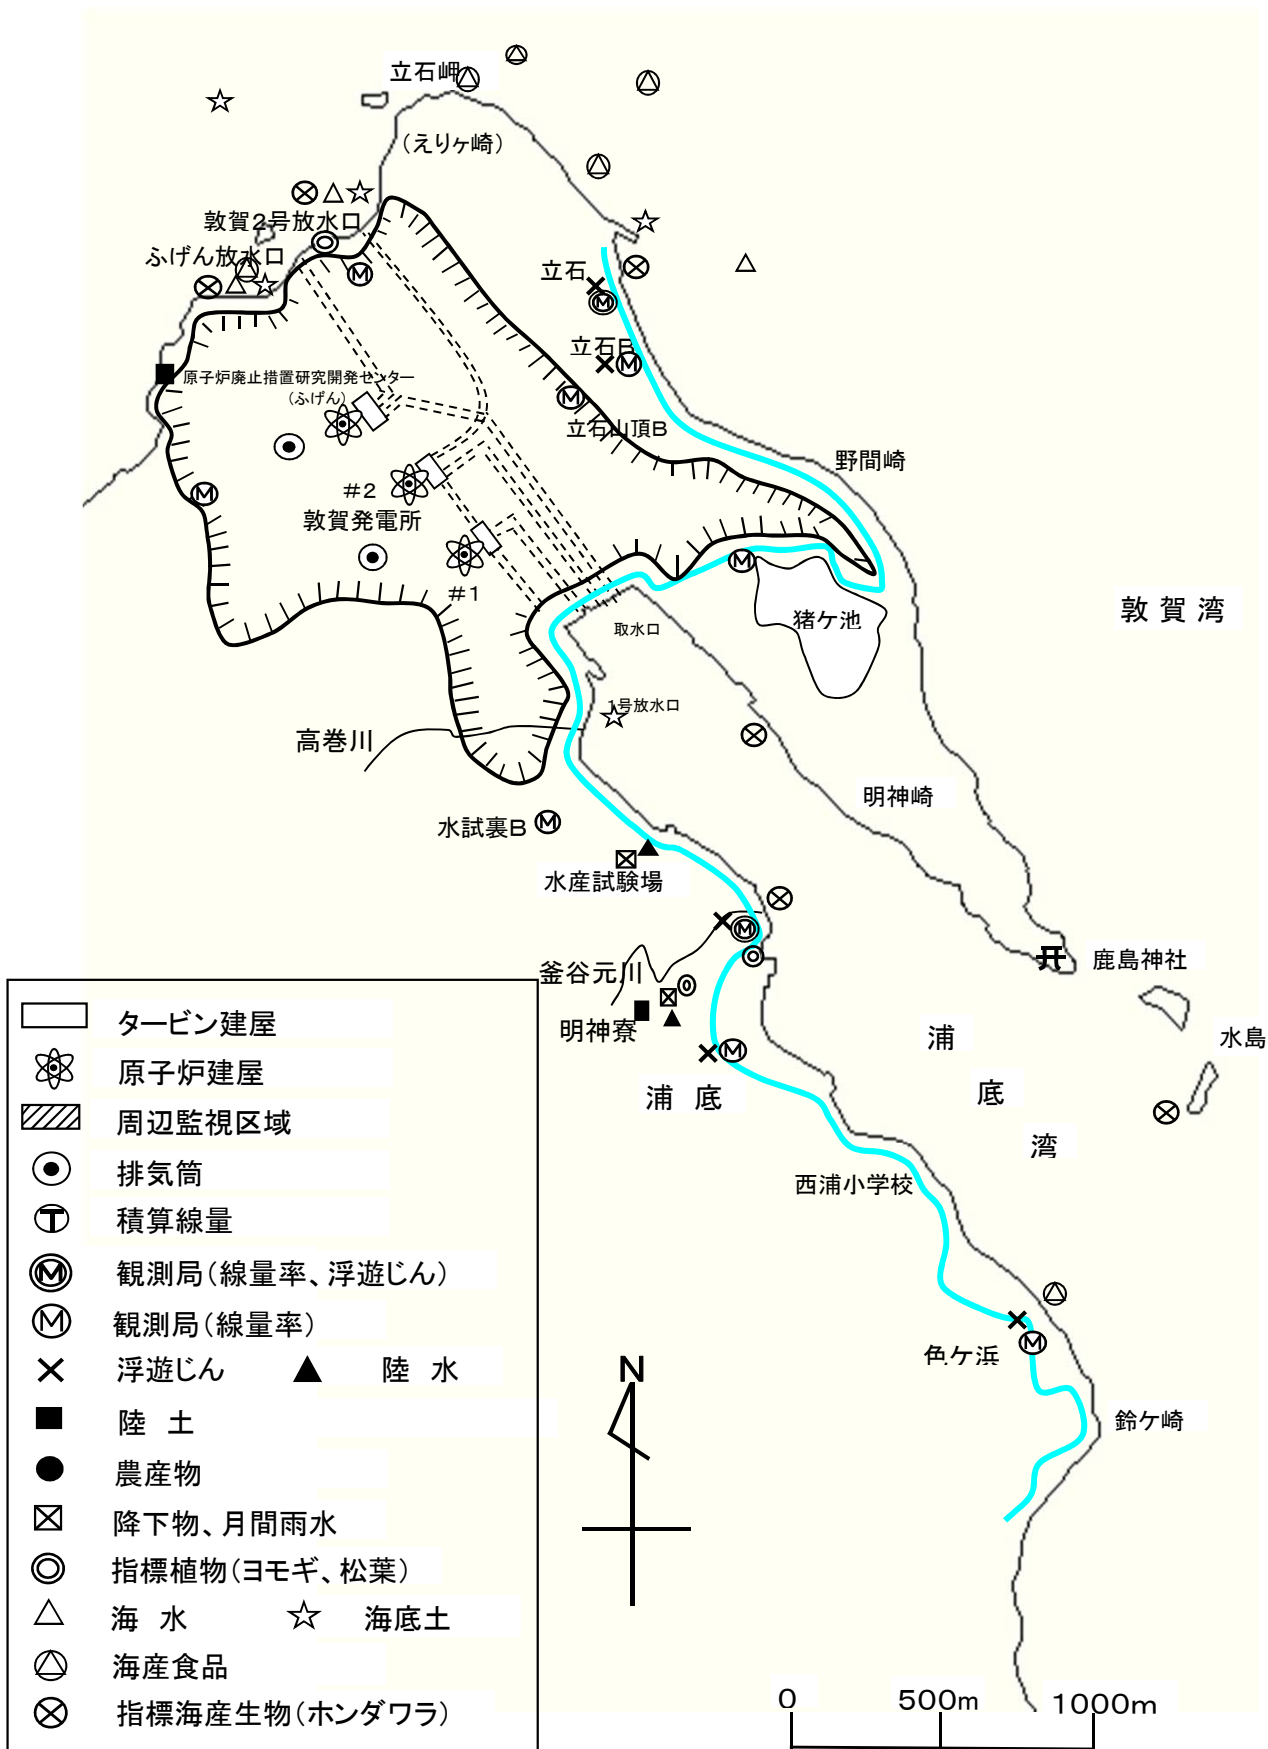 立石岬
(えりヶ崎)
敦賀2号放水口
ふげん放水口
立石
M
M
立石B
M
原子炉廃止措置研究開発センター
(ふげん)
M
M
立石山頂B
野間崎
M
#2
敦賀発電所
M
#1
敦賀湾
猪ケ池
取水口
1号放水口
高巻川
明神崎
水試裏B
M
水産試験場
M
釜谷元川
鹿島神社
明神寮
水島
M
浦底
浦底湾
西浦小学校
色ケ浜
M
鈴ケ崎
タービン建屋
原子炉建屋
周辺監視区域
排気筒
T 積算線量
M 観測局(線量率、浮遊じん)
M 観測局(線量率)
浮遊じん 陸水
陸土
農産物
降下物、月間雨水
指標植物(ヨモギ、松葉)
海水 海底土
海産食品
指標海産生物(ホンダワラ)
N
0 500m 1000m